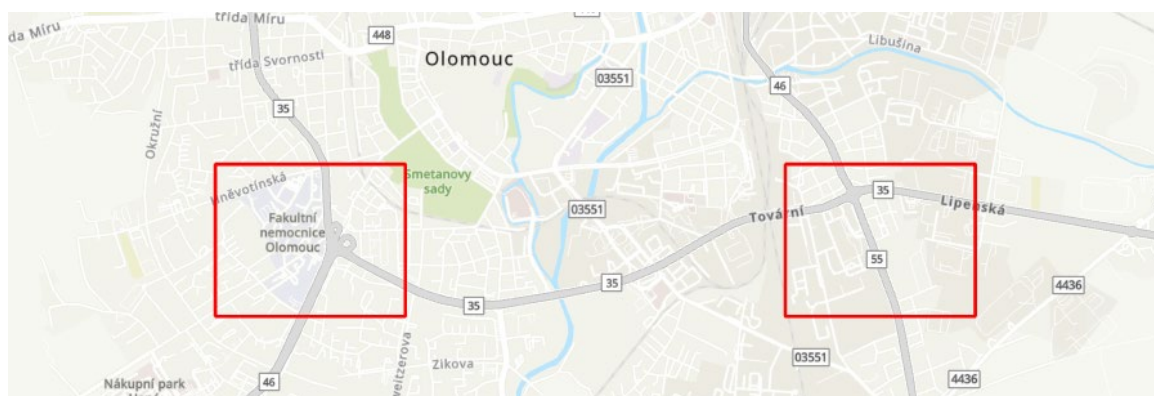 třída Míru
da Míru
448
třída Svornosti
Olomouc
03551
Libušina
46
35
Okružní
Hněvotínská
Smetanovy
sady
Fakultní
nemocnice
Olomouc
03551
Tovární
35
Lipenská
55
35
35
4436
Zikova
03551
46
Nákupní park
4436